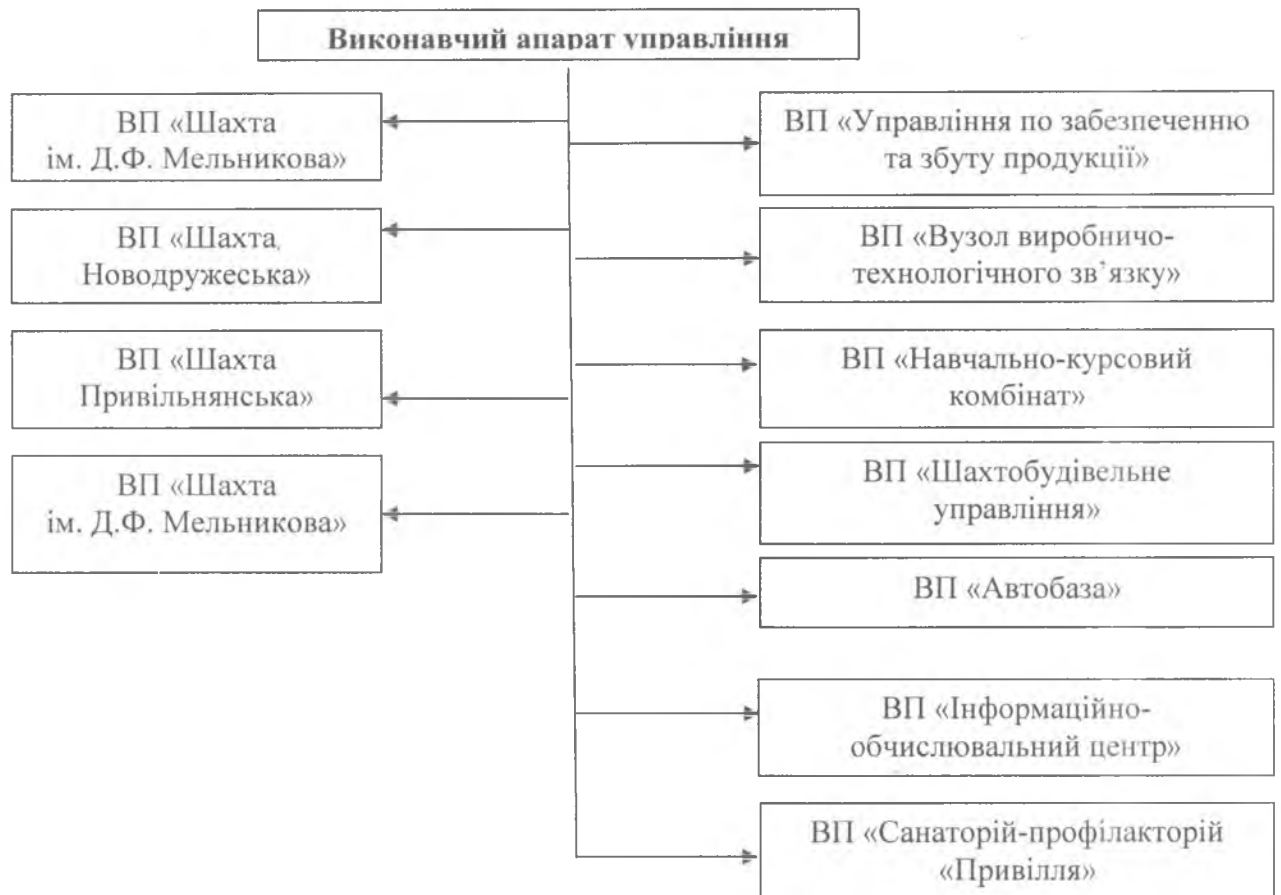 Виконавчий апарат управління
ВП «Шахта
ім. Д.Ф. Мельникова»
ВП «Шахта
Новодружеська»
ВП «Шахта
Привільнянська»
ВП «Шахта
ім. Д.Ф. Мельникова»
ВП «Управління по забезпеченню
та збуту продукції»
ВП «Вузол виробничо-
технологічного зв’язку»
ВП «Навчально-курсовий
комбінат»
ВП «Шахтобудівельне
управління»
ВП «Автобаза»
ВП «Інформаційно-
обчислювальний центр»
ВП «Санаторій-профілакторій
«Привілля»